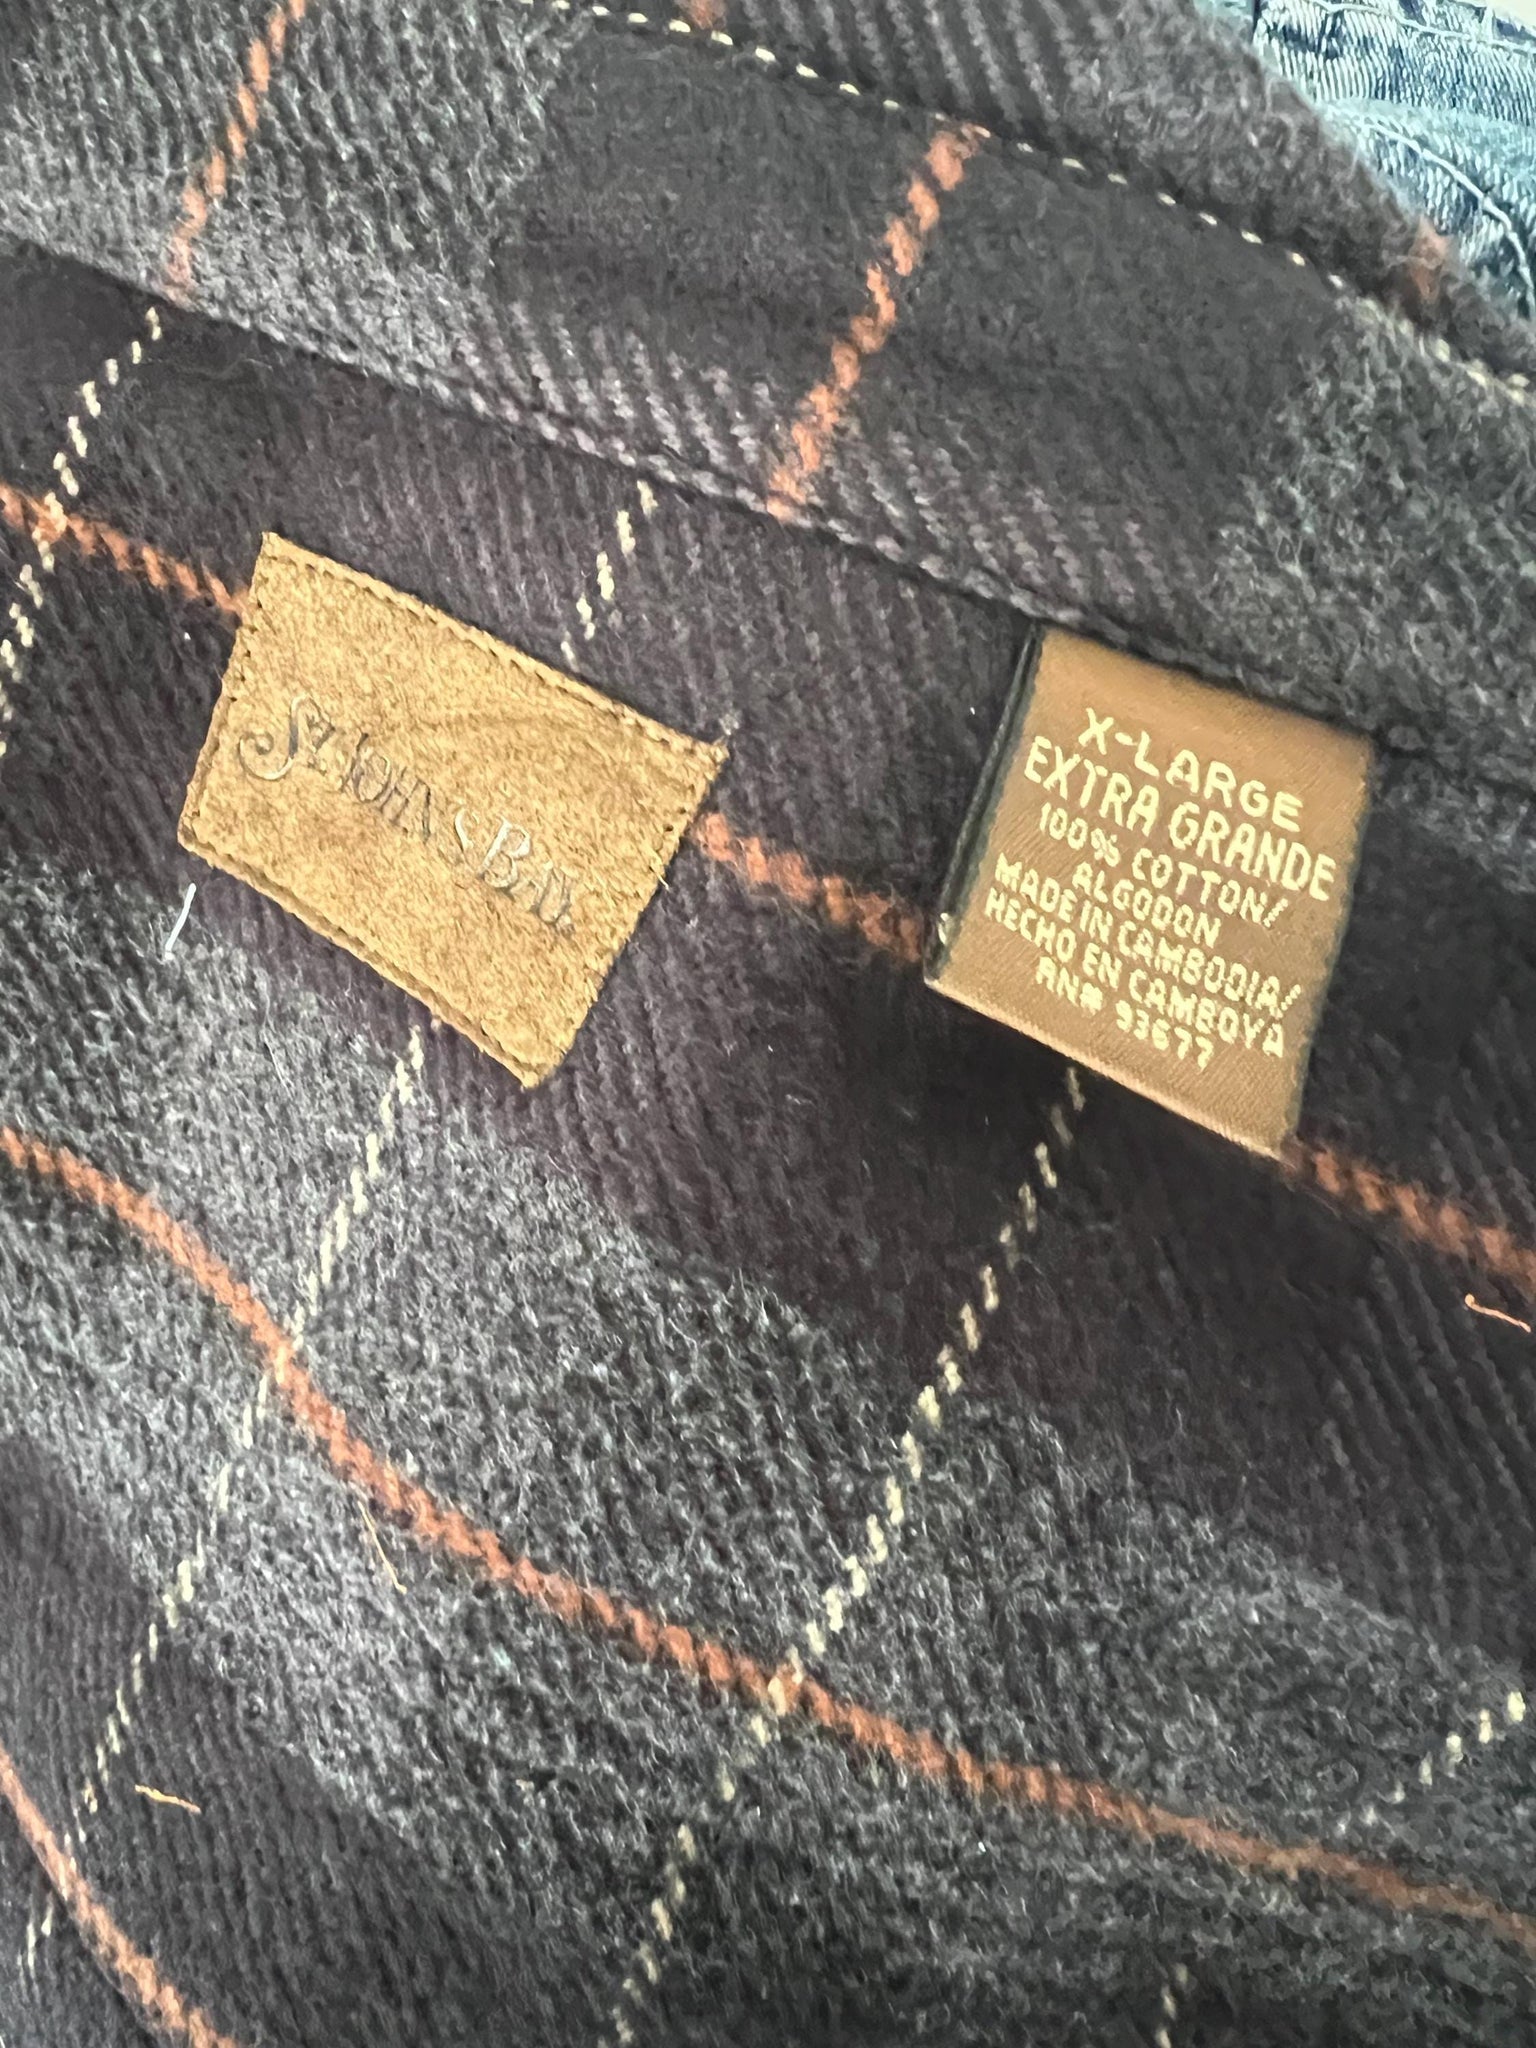 St. John's Bay.
X-LARGE
EXTRA GRANDE
100% COTTON/
ALGODON
MADE IN CAMBODIA/
HECHO EN CAMBOYA
RN# 93677